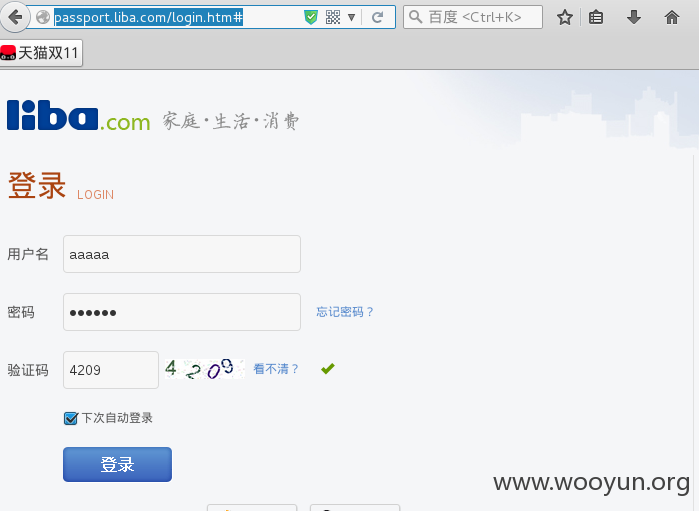 passport.liba.com/login.htm#
百度 <Ctrl+K>
天猫双11
liba.com 家庭·生活·消费
登录 LOGIN
用户名 aaaaa
密码 ●●●●●● 忘记密码？
验证码 4209 4209 看不清？
下次自动登录
登录
www.wooyun.org